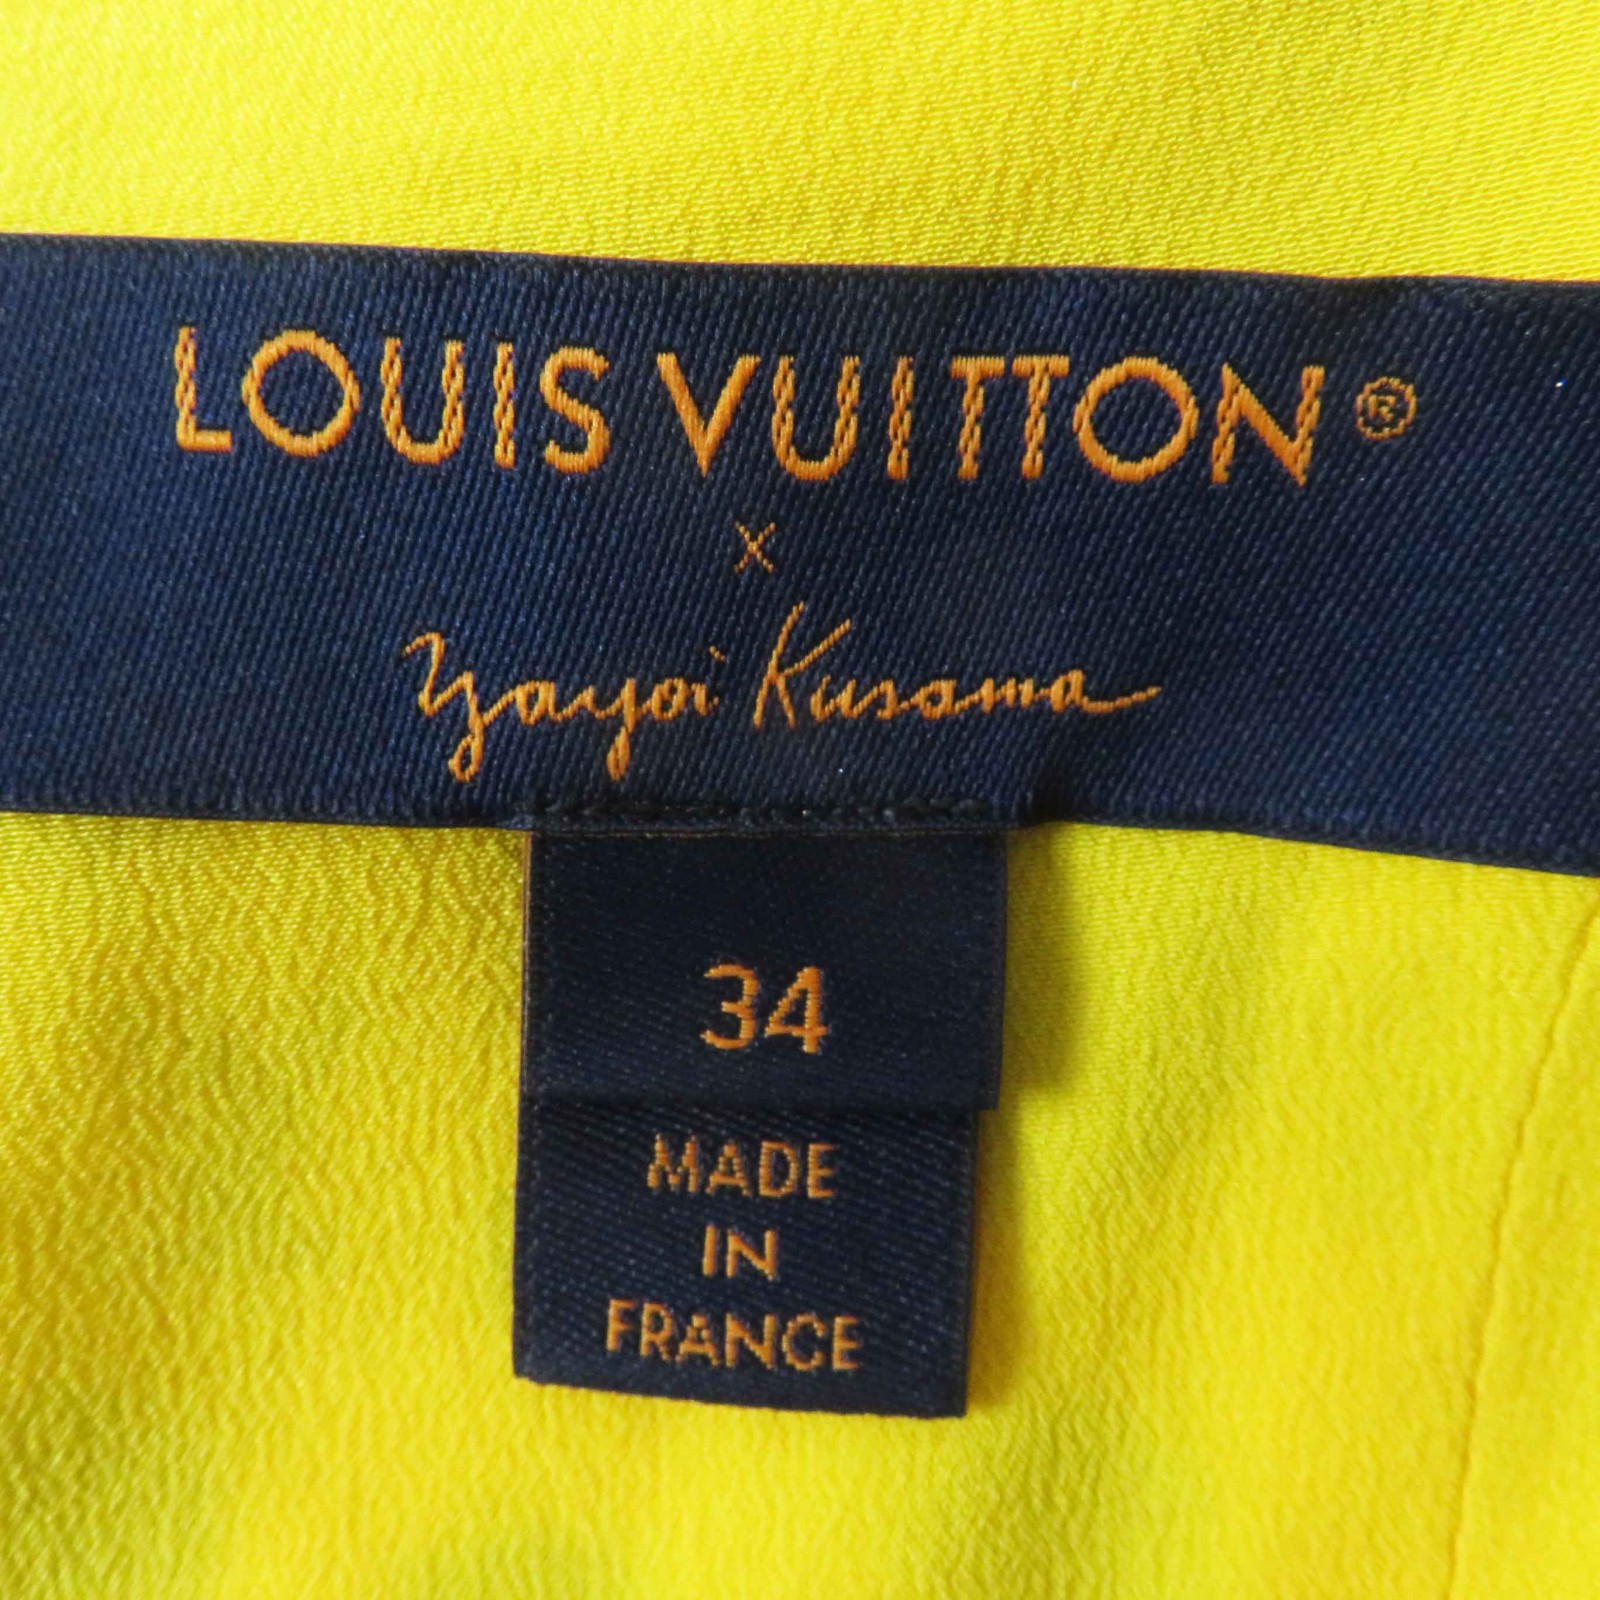 LOUIS VUITTON®
x
Yayoi Kusama
34
MADE
IN
FRANCE